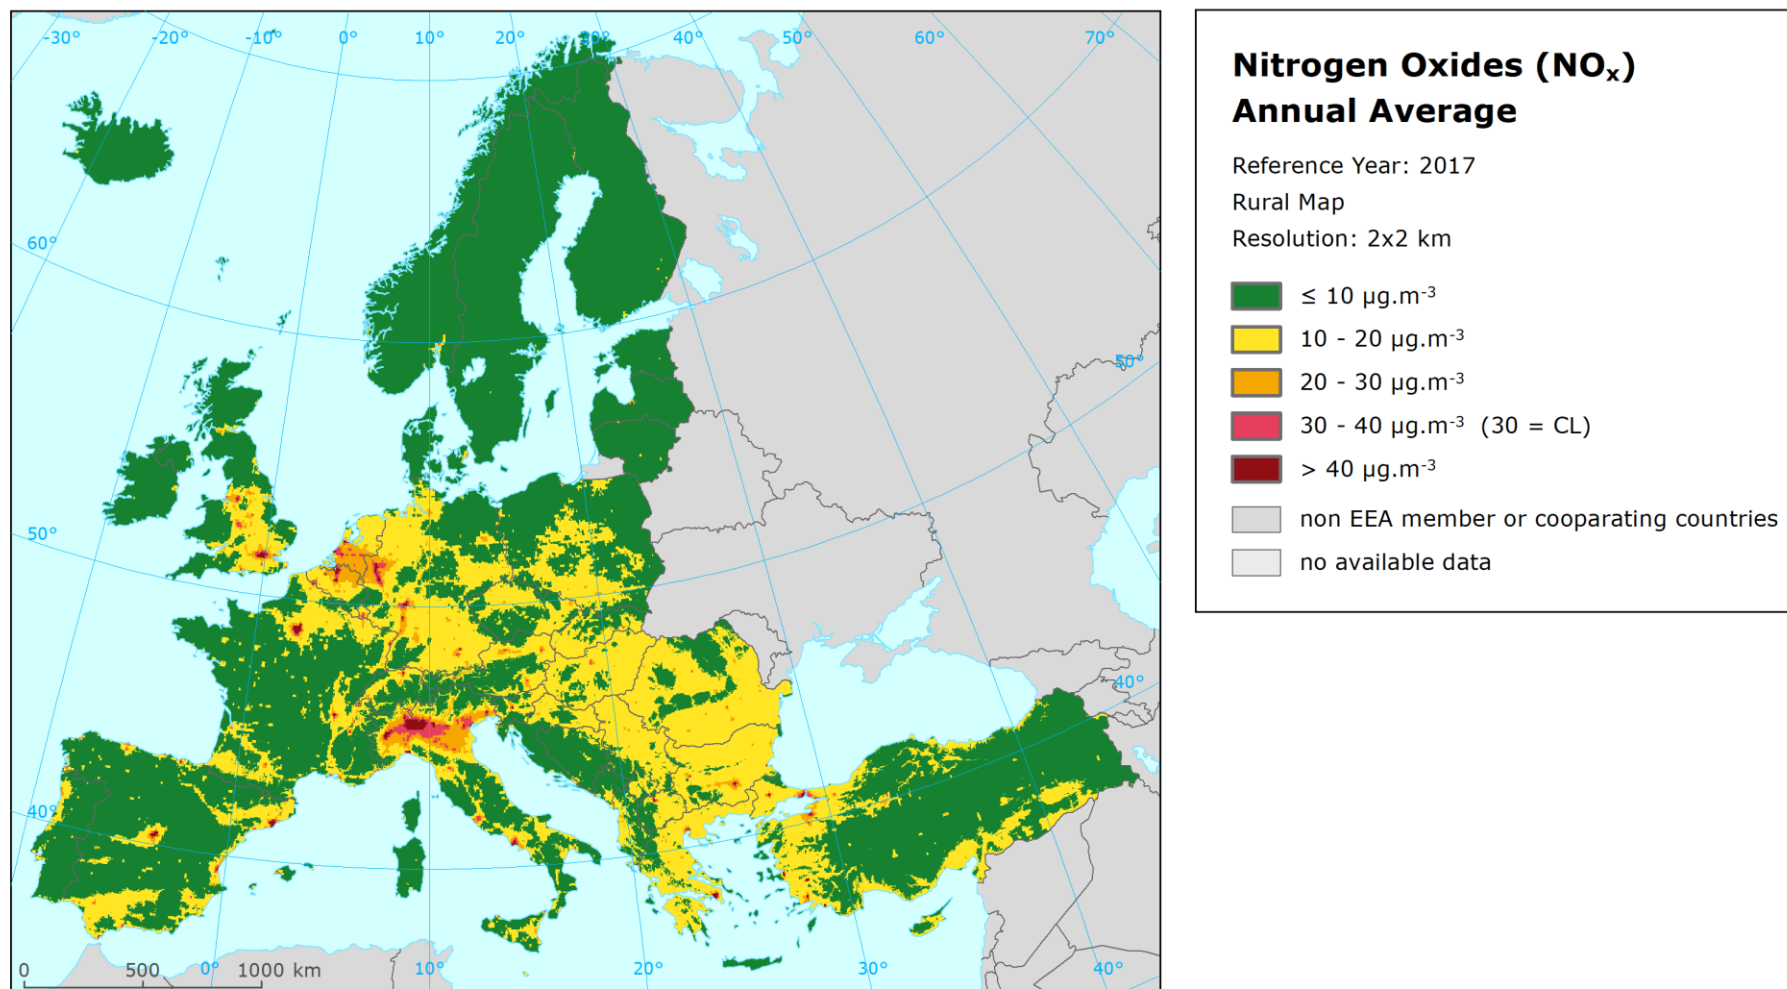 -30° -20° -10° 0° 10° 20° 30° 40° 50° 60° 70°
60°
50°
50°
40°
40°
0 500 1000 km
0° 10° 20° 30° 40°
Nitrogen Oxides (NOₓ)
Annual Average
Reference Year: 2017
Rural Map
Resolution: 2x2 km
≤ 10 µg.m⁻³
10 - 20 µg.m⁻³
20 - 30 µg.m⁻³
30 - 40 µg.m⁻³ (30 = CL)
> 40 µg.m⁻³
non EEA member or cooparating countries
no available data